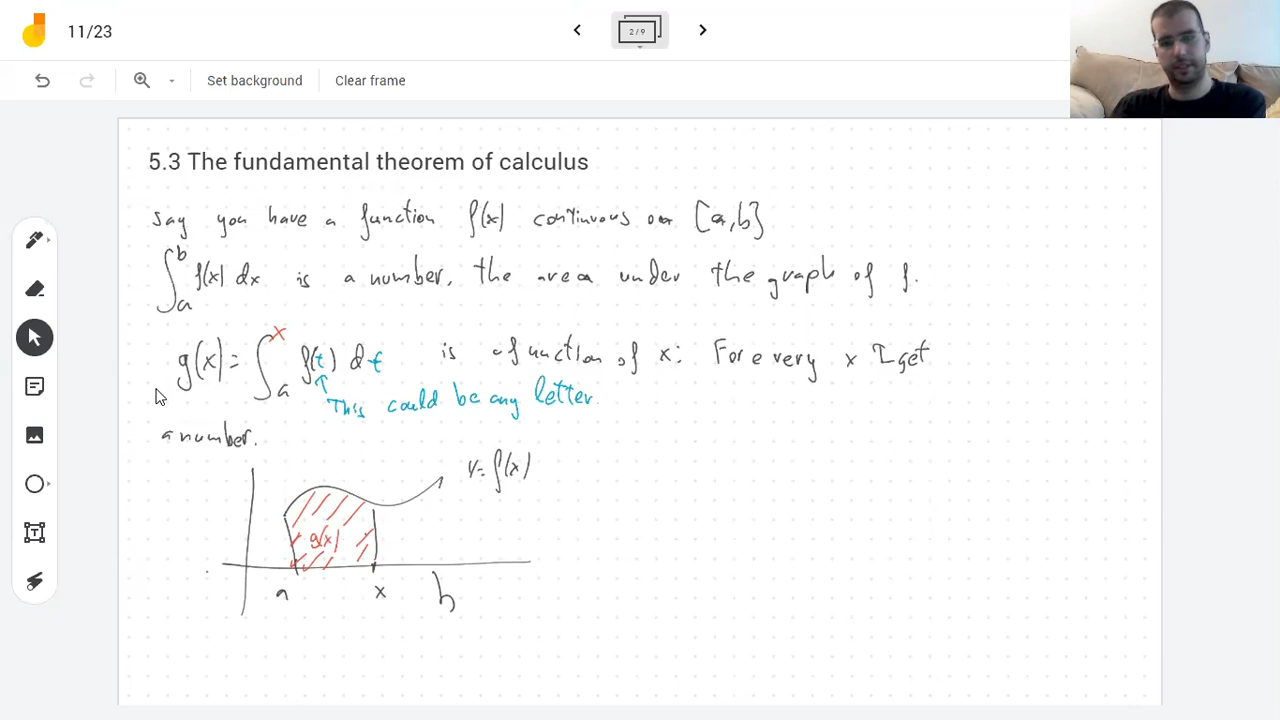 11/23
2 / 9
Set background
Clear frame
5.3 The fundamental theorem of calculus
Say you have a function f(x) continuous on [a,b]
∫_a^b f(x) dx is a number, the area under the graph of f.
g(x) = ∫_a^x f(t) dt is a function of x: For every x I get
↑
This could be any letter.
a number.
y = f(x)
g(x)
a x b